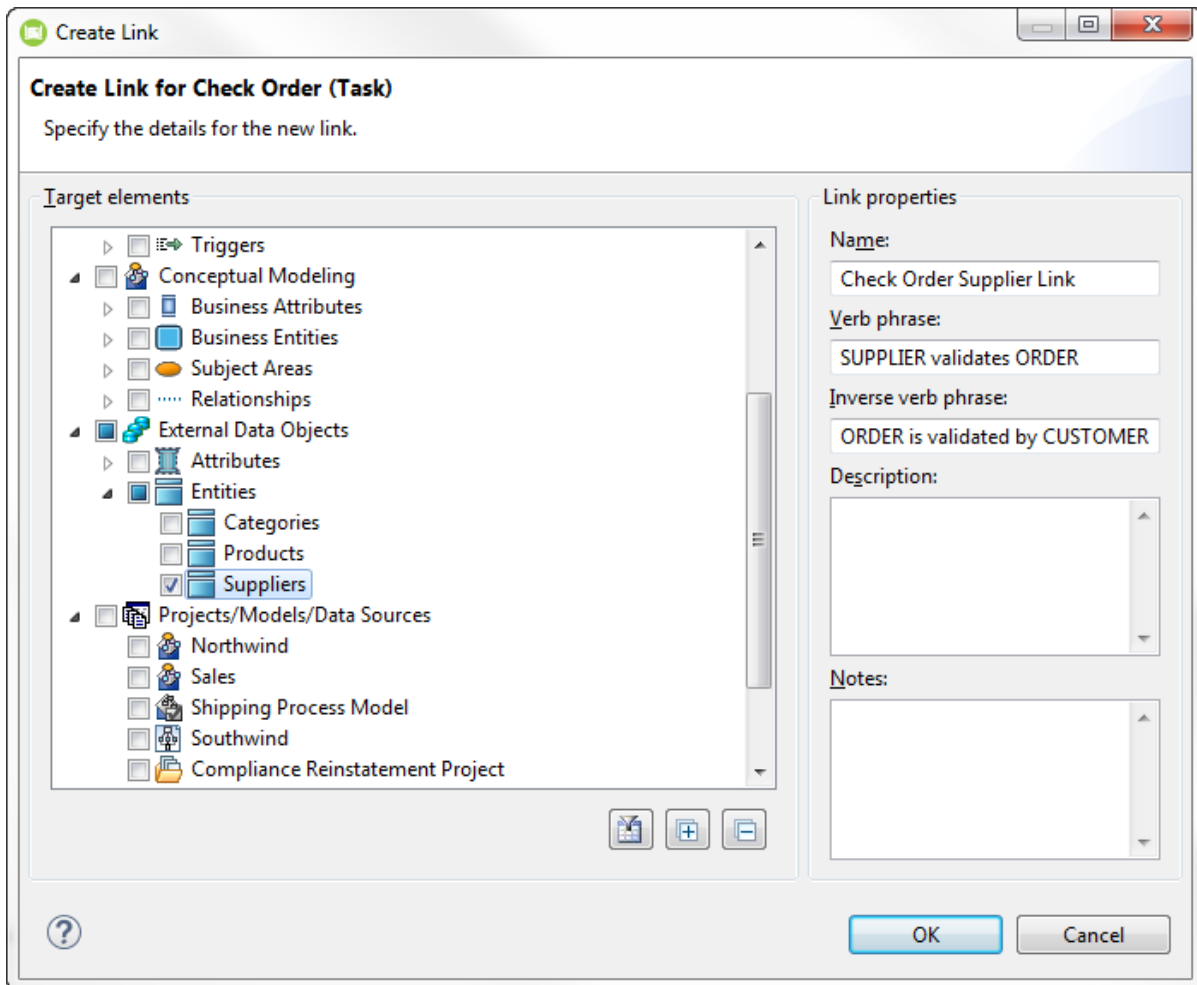 Create Link
Create Link for Check Order (Task)
Specify the details for the new link.
Target elements
Triggers
Conceptual Modeling
Business Attributes
Business Entities
Subject Areas
Relationships
External Data Objects
Attributes
Entities
Categories
Products
Suppliers
Projects/Models/Data Sources
Northwind
Sales
Shipping Process Model
Southwind
Compliance Reinstatement Project
Link properties
Name:
Check Order Supplier Link
Verb phrase:
SUPPLIER validates ORDER
Inverse verb phrase:
ORDER is validated by CUSTOMER
Description:
Notes:
OK
Cancel